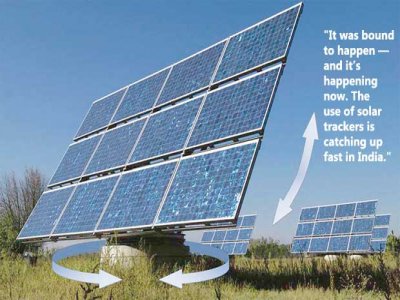 "It was bound
to happen —
and it's
happening
now. The
use of solar
trackers is
catching up
fast in India."